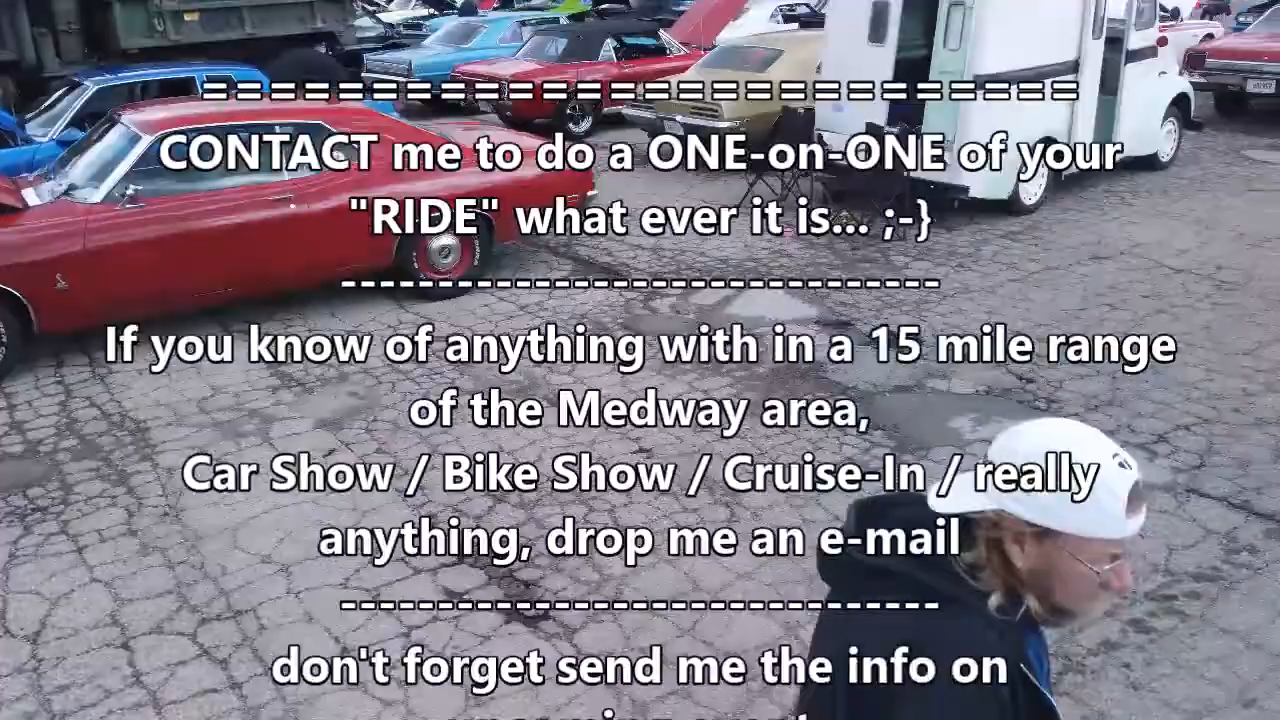 ===========================
CONTACT me to do a ONE-on-ONE of your
"RIDE" what ever it is... ;-}
------------------------------
If you know of anything with in a 15 mile range
of the Medway area,
Car Show / Bike Show / Cruise-In / really
anything, drop me an e-mail
------------------------------
don't forget send me the info on